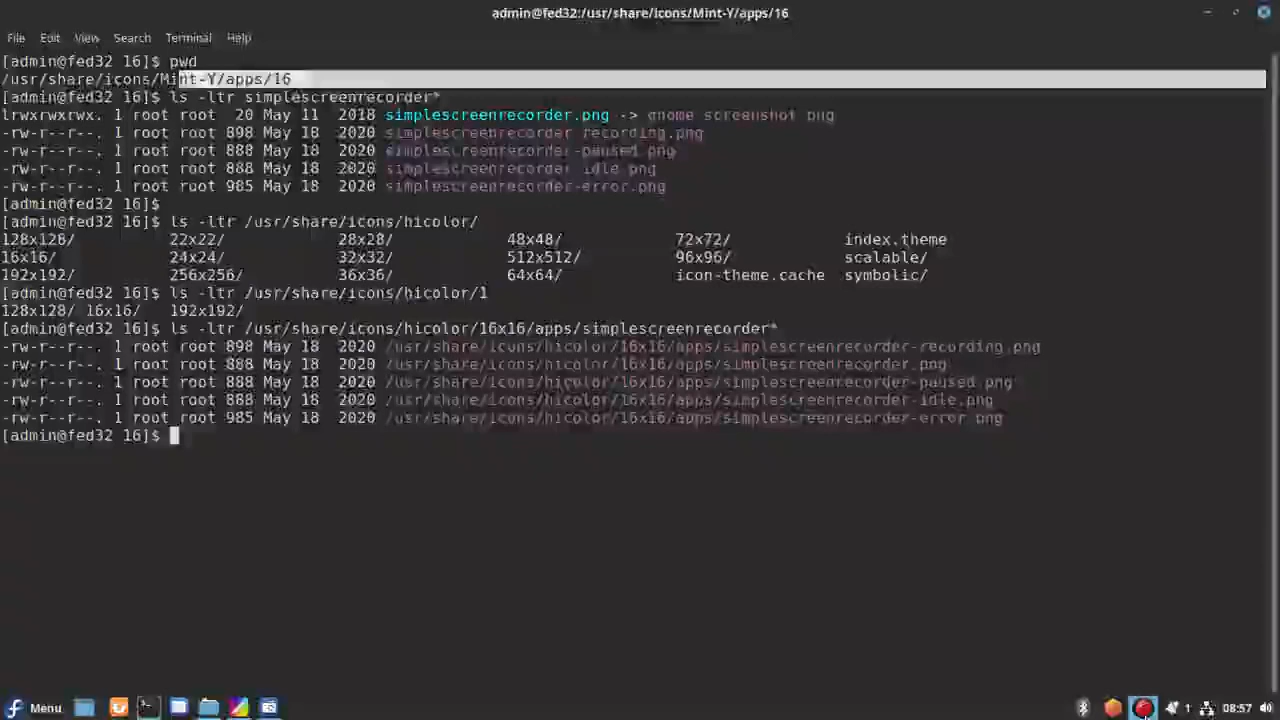 admin@fed32:/usr/share/icons/Mint-Y/apps/16
File Edit View Search Terminal Help
[admin@fed32 16]$ pwd
/usr/share/icons/Mint-Y/apps/16
[admin@fed32 16]$ ls -ltr simplescreenrecorder*
lrwxrwxrwx. 1 root root 20 May 11 2018 simplescreenrecorder.png -> gnome screenshot png
-rw-r--r--. 1 root root 898 May 18 2020 simplescreenrecorder recording.png
-rw-r--r--. 1 root root 888 May 18 2020 simplescreenrecorder-paused.png
-rw-r--r--. 1 root root 888 May 18 2020 simplescreenrecorder idle png
-rw-r--r--. 1 root root 985 May 18 2020 simplescreenrecorder-error.png
[admin@fed32 16]$
[admin@fed32 16]$ ls -ltr /usr/share/icons/hicolor/
128x128/ 22x22/ 28x28/ 48x48/ 72x72/ index.theme
16x16/ 24x24/ 32x32/ 512x512/ 96x96/ scalable/
192x192/ 256x256/ 36x36/ 64x64/ icon-theme.cache symbolic/
[admin@fed32 16]$ ls -ltr /usr/share/icons/hicolor/1
128x128/ 16x16/ 192x192/
[admin@fed32 16]$ ls -ltr /usr/share/icons/hicolor/16x16/apps/simplescreenrecorder*
-rw-r--r--. 1 root root 898 May 18 2020 /usr/share/icons/hicolor/16x16/apps/simplescreenrecorder-recording.png
-rw-r--r--. 1 root root 888 May 18 2020 /usr/share/icons/hicolor/16x16/apps/simplescreenrecorder.png
-rw-r--r--. 1 root root 888 May 18 2020 /usr/share/icons/hicolor/16x16/apps/simplescreenrecorder-paused.png
-rw-r--r--. 1 root root 888 May 18 2020 /usr/share/icons/hicolor/16x16/apps/simplescreenrecorder-idle.png
-rw-r--r--. 1 root root 985 May 18 2020 /usr/share/icons/hicolor/16x16/apps/simplescreenrecorder-error png
[admin@fed32 16]$
Menu 1 08:57